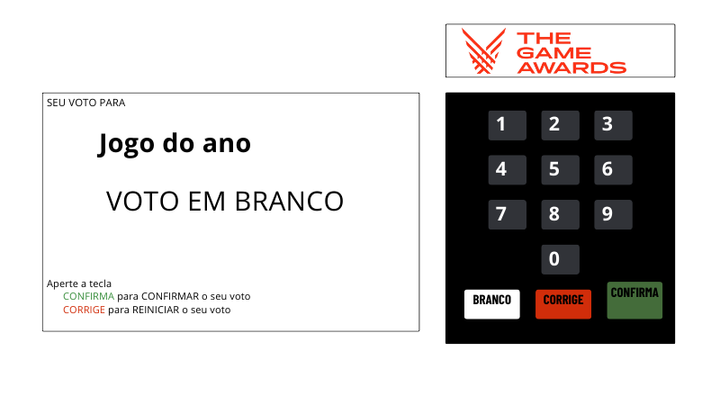 THE
GAME
AWARDS
SEU VOTO PARA
Jogo do ano
VOTO EM BRANCO
Aperte a tecla
CONFIRMA para CONFIRMAR o seu voto
CORRIGE para REINICIAR o seu voto
1 2 3
4 5 6
7 8 9
0
BRANCO CORRIGE CONFIRMA